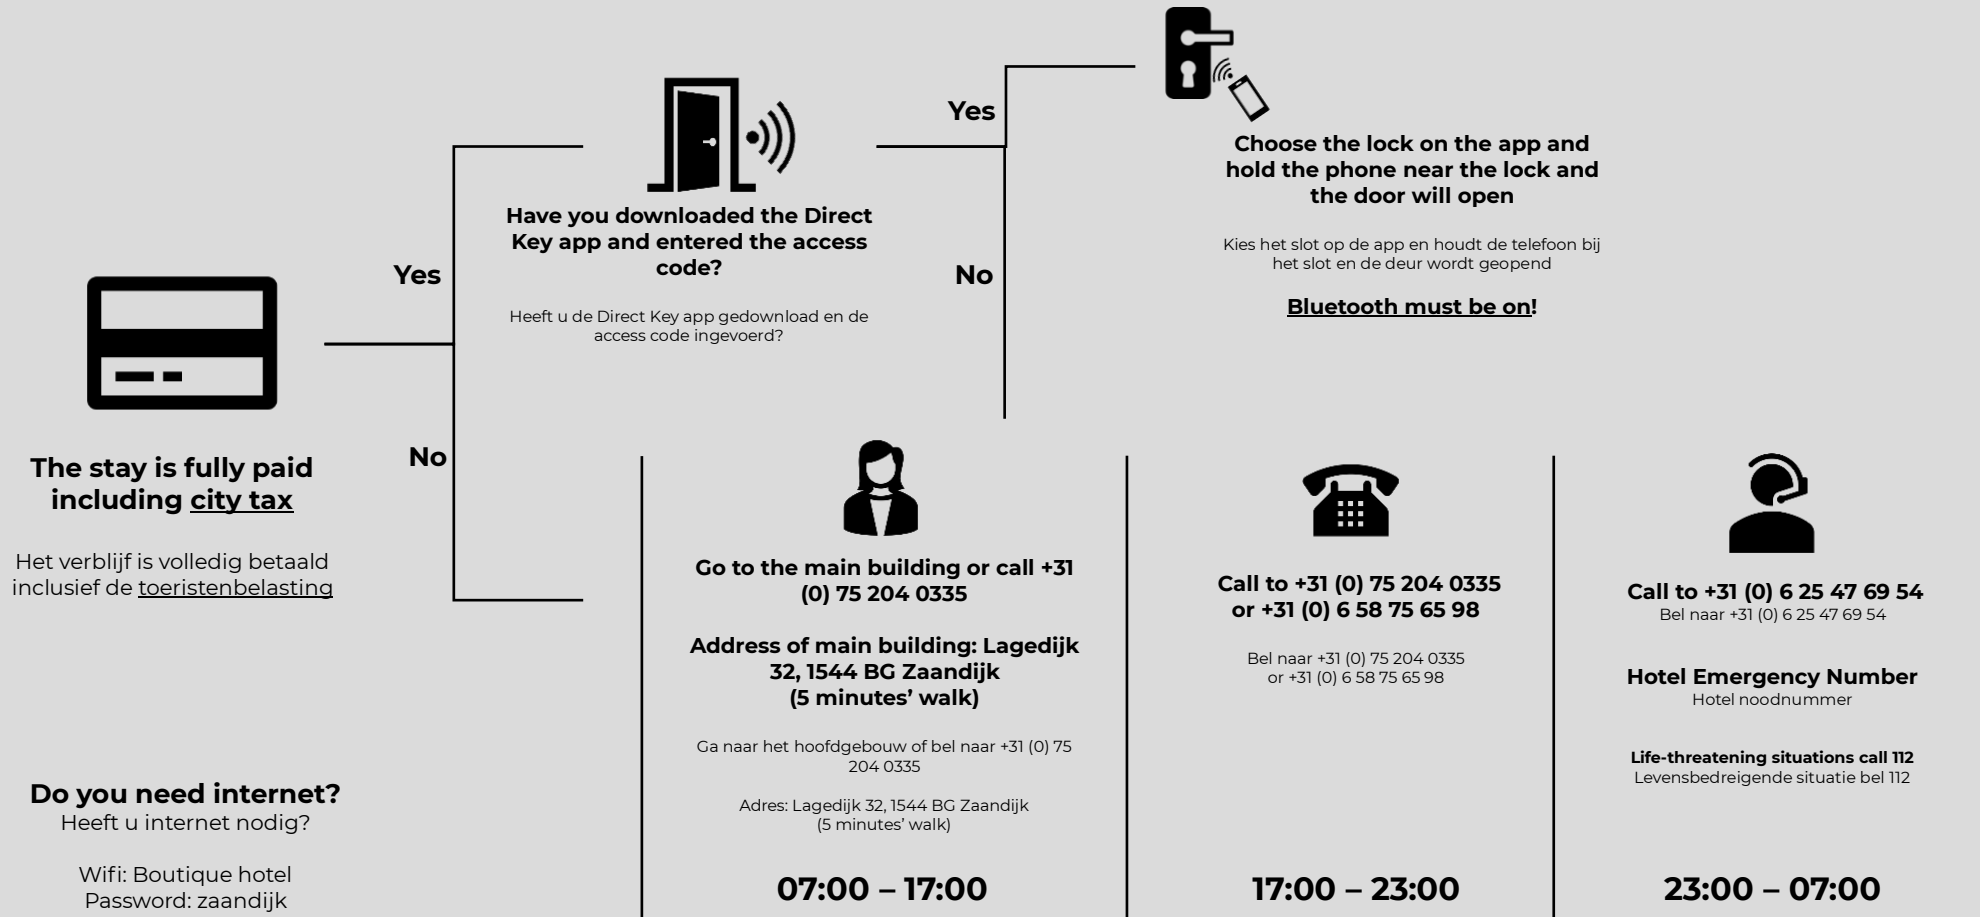 Yes
Choose the lock on the app and
hold the phone near the lock and
the door will open
Kies het slot op de app en houdt de telefoon bij
het slot en de deur wordt geopend
Bluetooth must be on!
Have you downloaded the Direct
Key app and entered the access
code?
Heeft u de Direct Key app gedownload en de
access code ingevoerd?
Yes
No
No
The stay is fully paid
including city tax
Het verblijf is volledig betaald
inclusief de toeristenbelasting
Go to the main building or call +31
(0) 75 204 0335
Address of main building: Lagedijk
32, 1544 BG Zaandijk
(5 minutes’ walk)
Ga naar het hoofdgebouw of bel naar +31 (0) 75
204 0335
Adres: Lagedijk 32, 1544 BG Zaandijk
(5 minutes’ walk)
07:00 – 17:00
Call to +31 (0) 75 204 0335
or +31 (0) 6 58 75 65 98
Bel naar +31 (0) 75 204 0335
or +31 (0) 6 58 75 65 98
17:00 – 23:00
Call to +31 (0) 6 25 47 69 54
Bel naar +31 (0) 6 25 47 69 54
Hotel Emergency Number
Hotel noodnummer
Life-threatening situations call 112
Levensbedreigende situatie bel 112
23:00 – 07:00
Do you need internet?
Heeft u internet nodig?
Wifi: Boutique hotel
Password: zaandijk